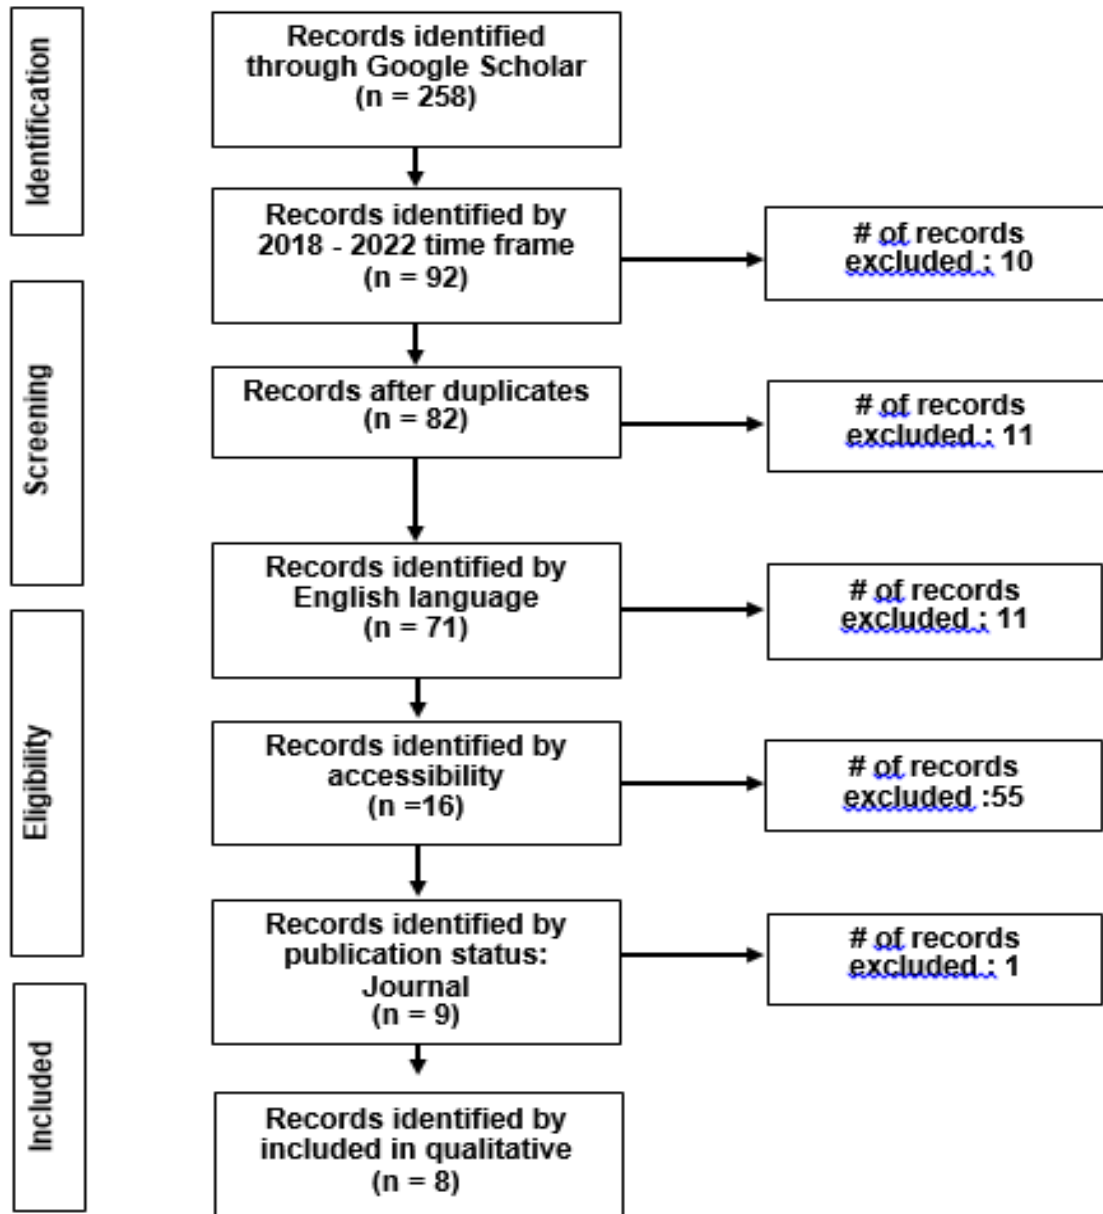 Identification
Records identified
through Google Scholar
(n = 258)
Records identified by
2018 - 2022 time frame
(n = 92)
# of records
excluded : 10
Screening
Records after duplicates
(n = 82)
# of records
excluded : 11
Records identified by
English language
(n = 71)
# of records
excluded : 11
Eligibility
Records identified by
accessibility
(n =16)
# of records
excluded :55
Records identified by
publication status:
Journal
(n = 9)
# of records
excluded : 1
Included
Records identified by
included in qualitative
(n = 8)